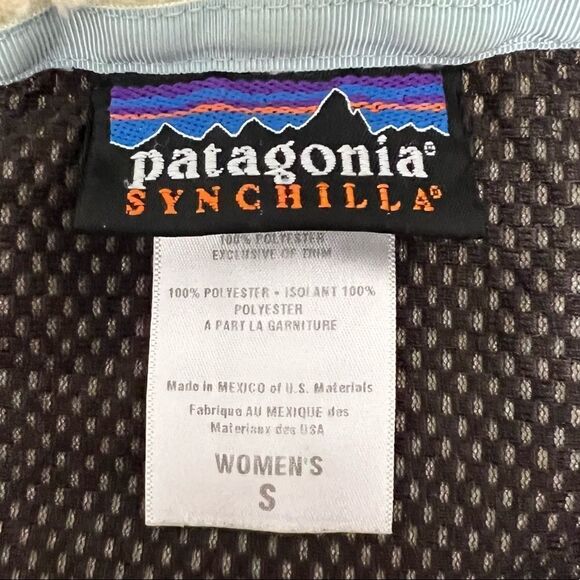 patagonia®
SYNCHILLA®
100% POLYESTER
EXCLUSIVE OF TRIM
100% POLYESTER • ISOLANT 100%
POLYESTER
À PART LA GARNITURE
Made in MEXICO of U.S. Materials
Fabrique AU MEXIQUE des
Materiaux des USA
WOMEN'S
S